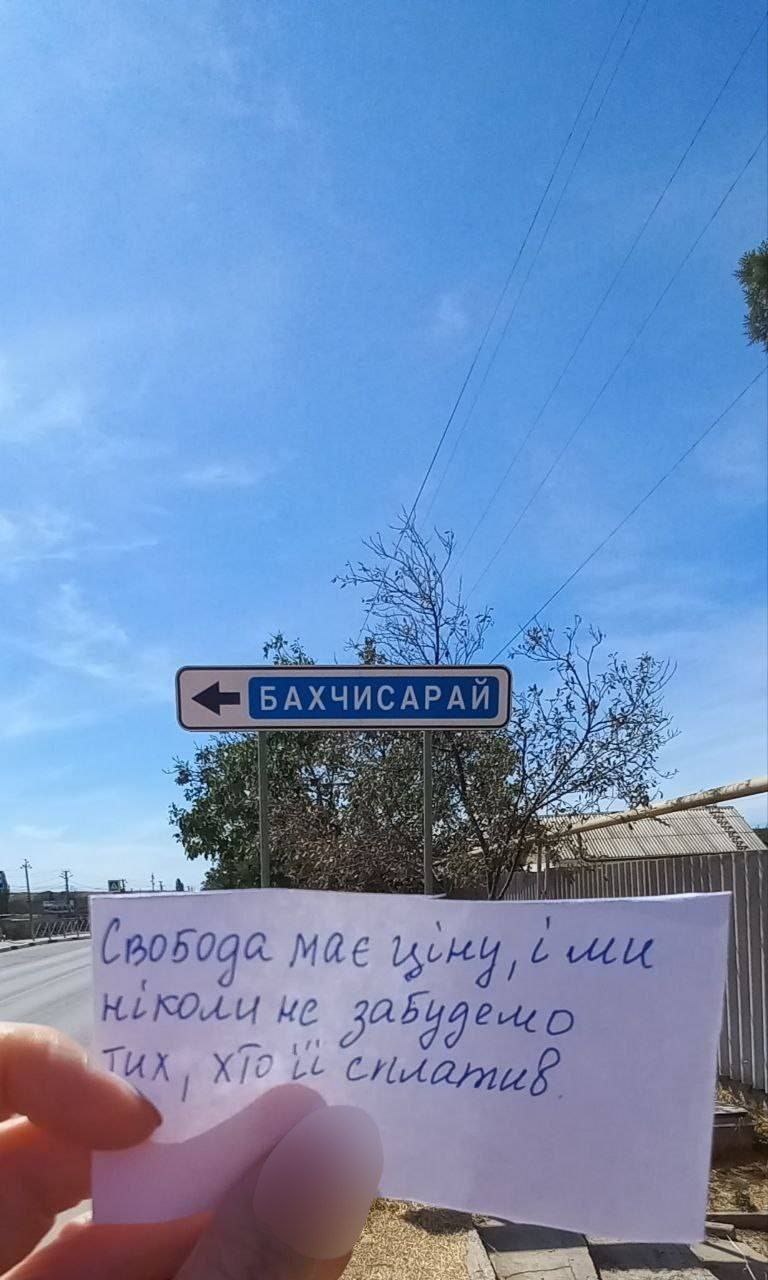 БАХЧИСАРАЙ
Свобода має ціну, і ми
ніколи не забудемо
тих, хто її сплатив.